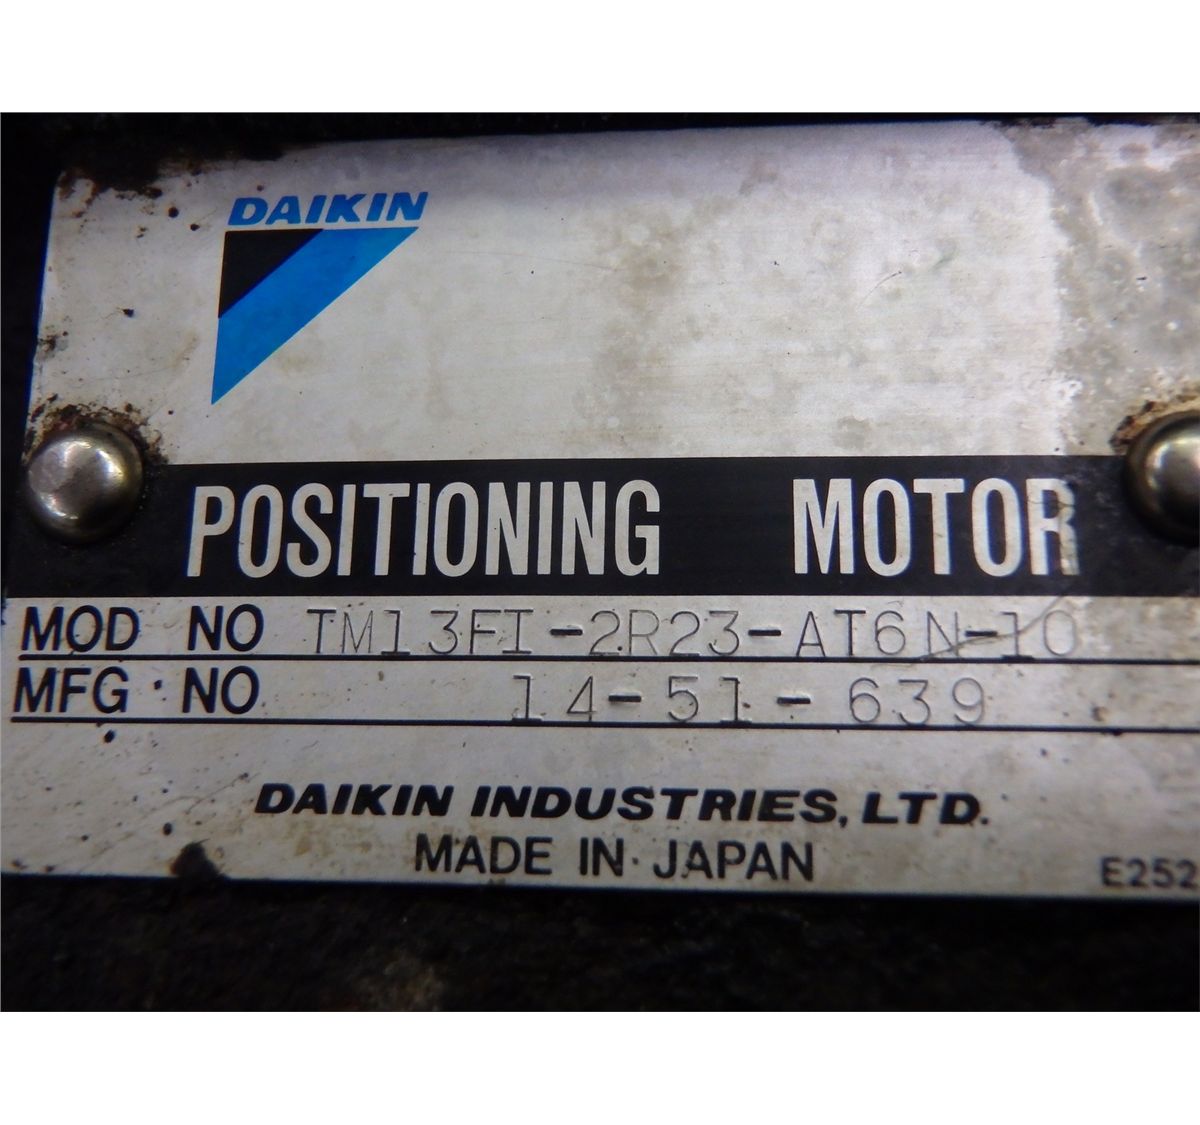 DAIKIN
POSITIONING MOTOR
MOD NO TM13FI-2R23-AT6N-10
MFG. NO 14-51-639
DAIKIN INDUSTRIES, LTD.
MADE IN JAPAN
E252